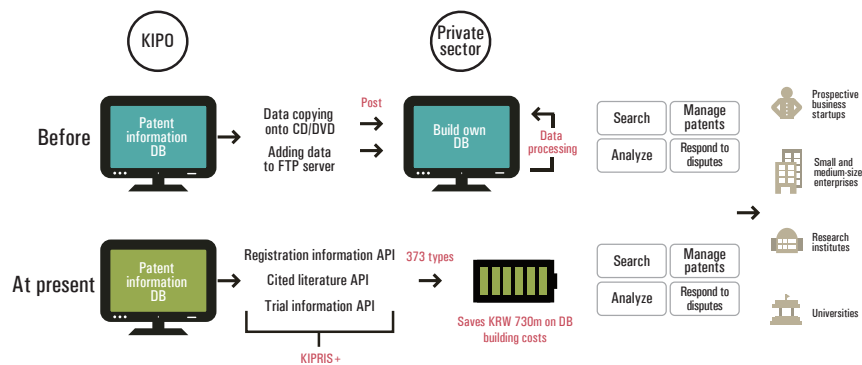 KIPO
Private
sector
Before
Patent
information
DB
Data copying
onto CD/DVD
Adding data
to FTP server
Post
Build own
DB
Data
processing
Search
Manage
patents
Analyze
Respond to
disputes
At present
Patent
information
DB
Registration information API
Cited literature API
Trial information API
KIPRIS+
373 types
Saves KRW 730m on DB
building costs
Search
Manage
patents
Analyze
Respond to
disputes
Prospective
business
startups
Small and
medium-size
enterprises
Research
institutes
Universities